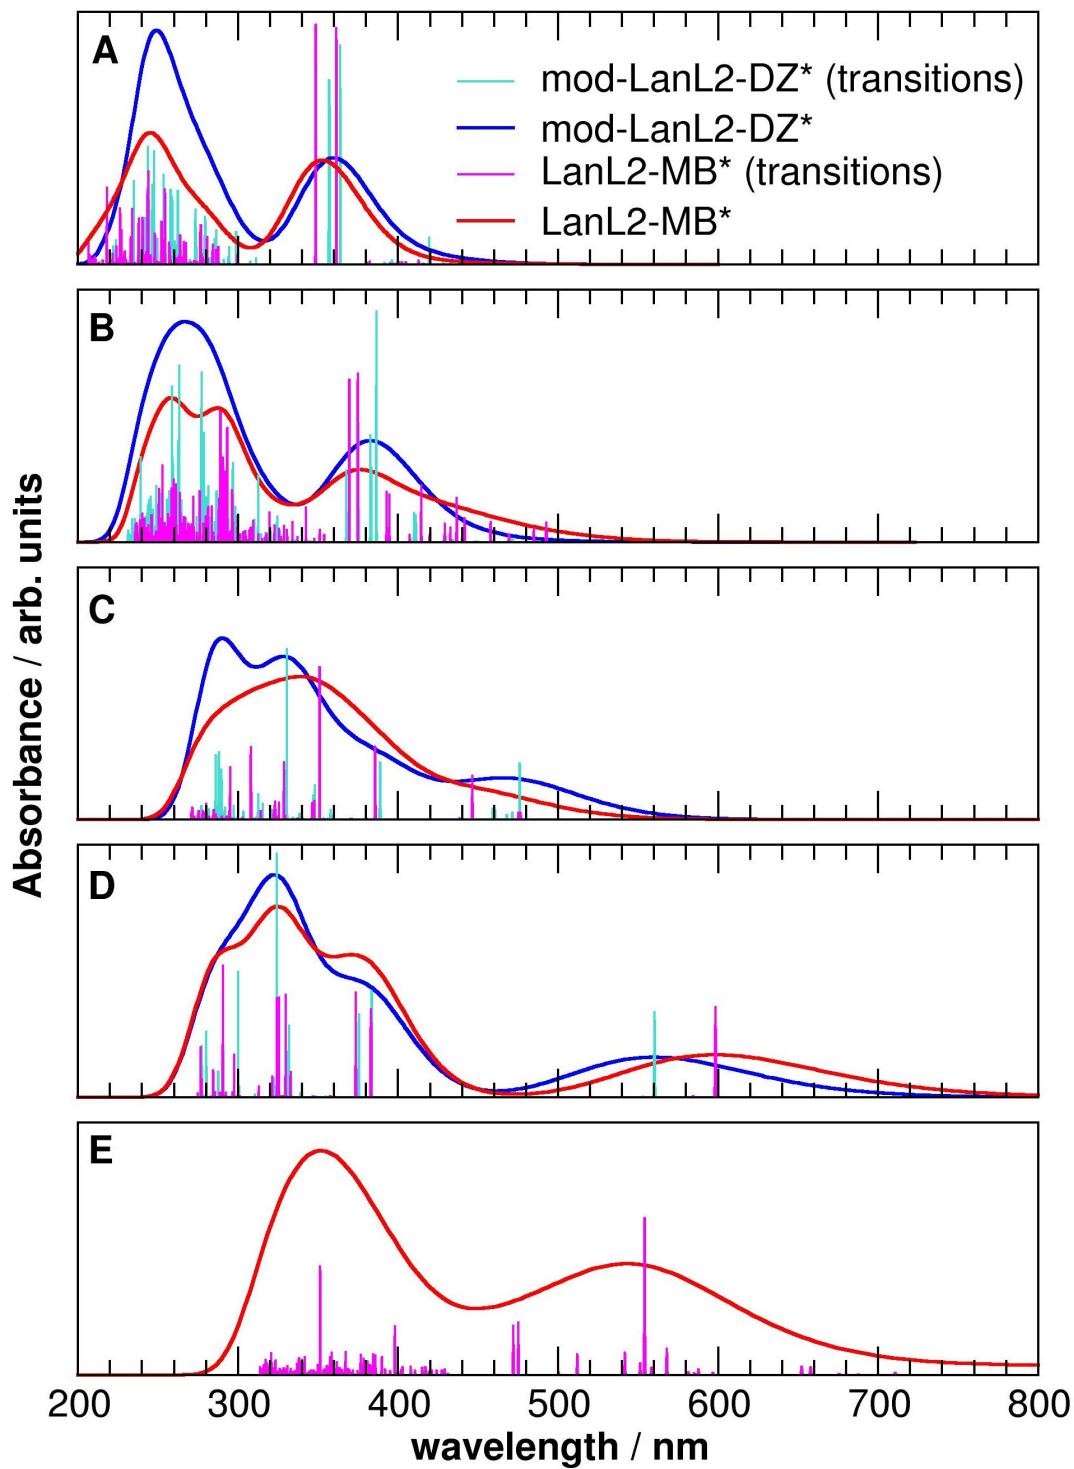 A
mod-LanL2-DZ* (transitions)
mod-LanL2-DZ*
LanL2-MB* (transitions)
LanL2-MB*
B
C
D
E
Absorbance / arb. units
200 300 400 500 600 700 800
wavelength / nm